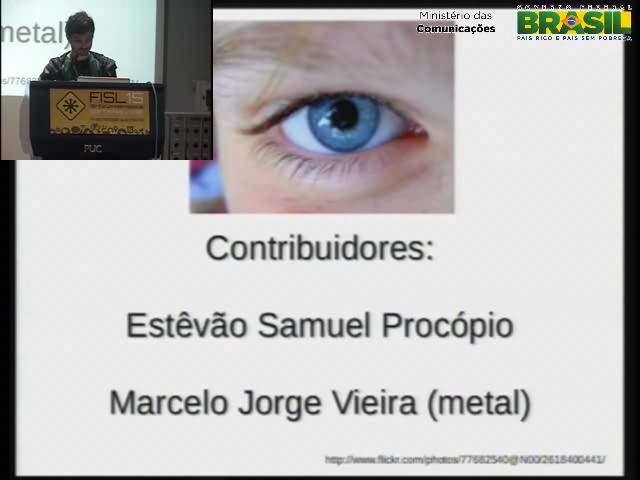 metal)
Ministério das
Comunicações
BRASIL
PAÍS RICO É PAÍS SEM POBREZA
FISL15
PUC
Contribuidores:
Estêvão Samuel Procópio
Marcelo Jorge Vieira (metal)
http://www.flickr.com/photos/77682540@N00/2618400441/